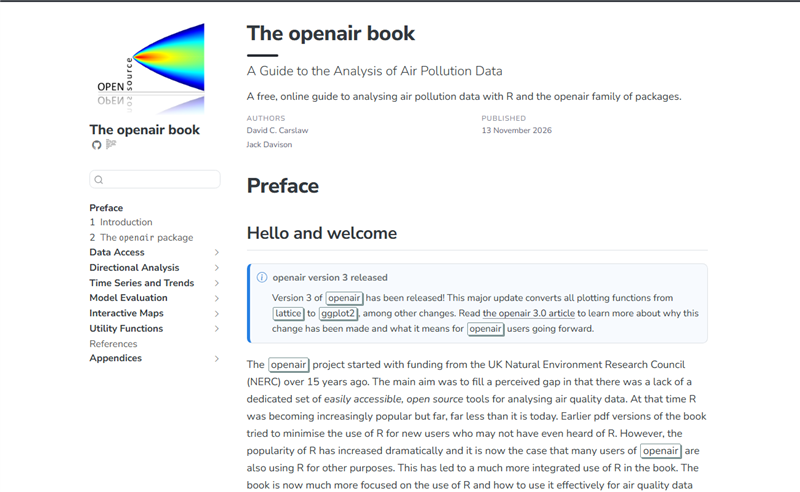 OPEN
source
The openair book
Preface
1 Introduction
2 The openair package
Data Access
Directional Analysis
Time Series and Trends
Model Evaluation
Interactive Maps
Utility Functions
References
Appendices
The openair book
A Guide to the Analysis of Air Pollution Data
A free, online guide to analysing air pollution data with R and the openair family of packages.
AUTHORS
David C. Carslaw
Jack Davison
PUBLISHED
13 November 2026
Preface
Hello and welcome
openair version 3 released
Version 3 of openair has been released! This major update converts all plotting functions from
lattice to ggplot2, among other changes. Read the openair 3.0 article to learn more about why this
change has been made and what it means for openair users going forward.
The openair project started with funding from the UK Natural Environment Research Council
(NERC) over 15 years ago. The main aim was to fill a perceived gap in that there was a lack of a
dedicated set of easily accessible, open source tools for analysing air quality data. At that time R
was becoming increasingly popular but far, far less than it is today. Earlier pdf versions of the book
tried to minimise the use of R for new users who may not have even heard of R. However, the
popularity of R has increased dramatically and it is now the case that many users of openair are
also using R for other purposes. This has led to a much more integrated use of R in the book. The
book is now much more focused on the use of R and how to use it effectively for air quality data